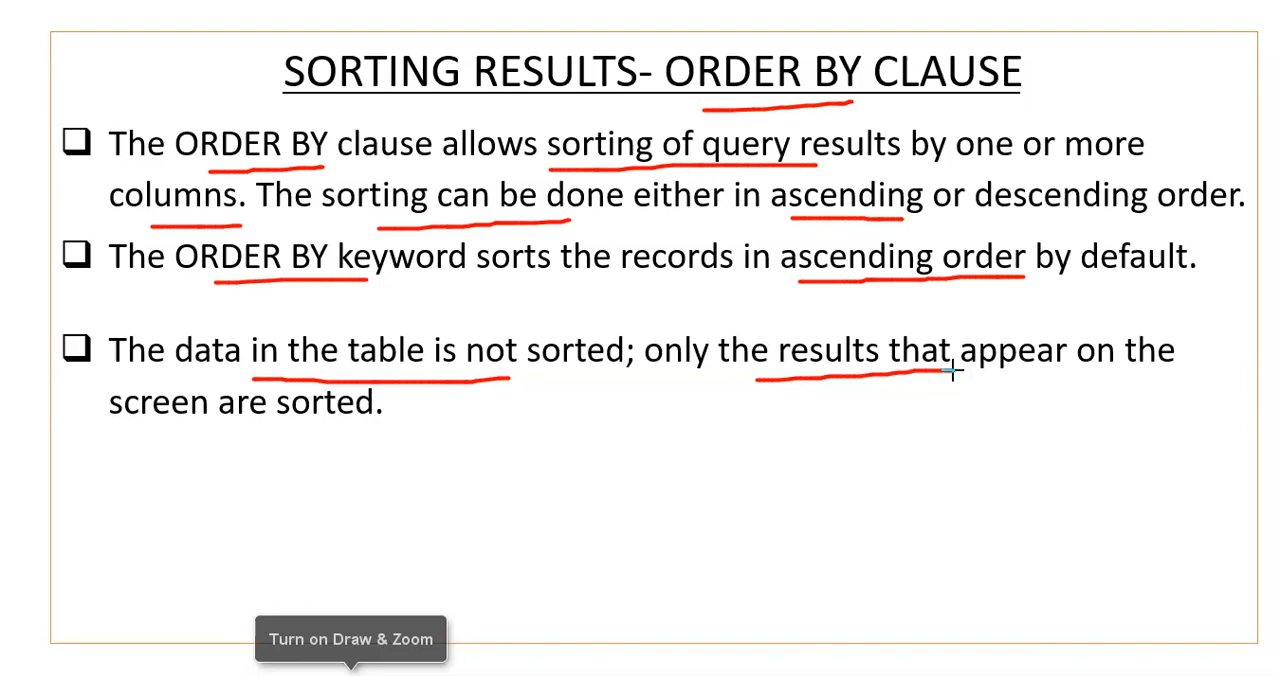 SORTING RESULTS- ORDER BY CLAUSE
❑ The ORDER BY clause allows sorting of query results by one or more
columns. The sorting can be done either in ascending or descending order.
❑ The ORDER BY keyword sorts the records in ascending order by default.
❑ The data in the table is not sorted; only the results that appear on the
screen are sorted.
Turn on Draw & Zoom